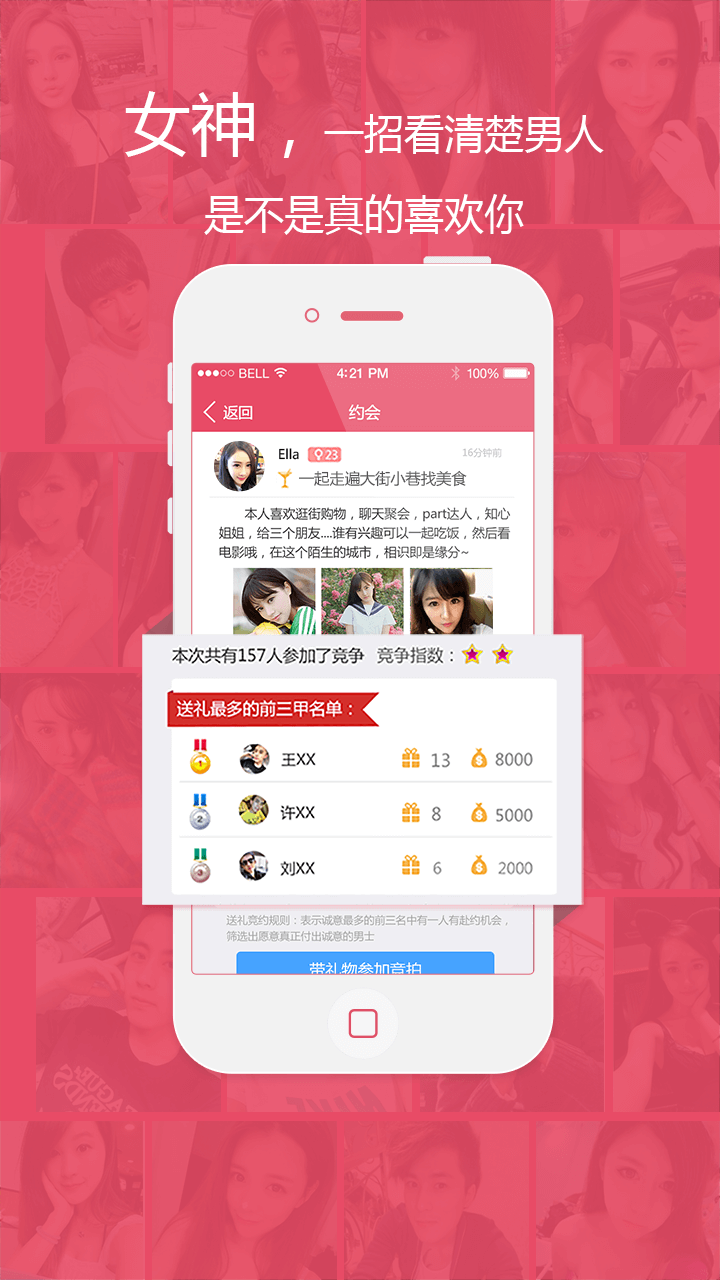 女神，一招看清楚男人
是不是真的喜欢你
BELL 4:21 PM 100%
返回 约会
Ella 23 16分钟前
一起走遍大街小巷找美食
本人喜欢逛街购物，聊天聚会，part达人，知心
姐姐，给三个朋友....谁有兴趣可以一起吃饭，然后看
电影哦，在这个陌生的城市，相识即是缘分~
本次共有157人参加了竞争 竞争指数：
送礼最多的前三甲名单：
1 王XX 13 $ 8000
2 许XX 8 $ 5000
3 刘XX 6 $ 2000
送礼竞约规则：表示诚意最多的前三名中有一人有赴约机会，
筛选出愿意真正付出诚意的男士
带礼物参加竞拍